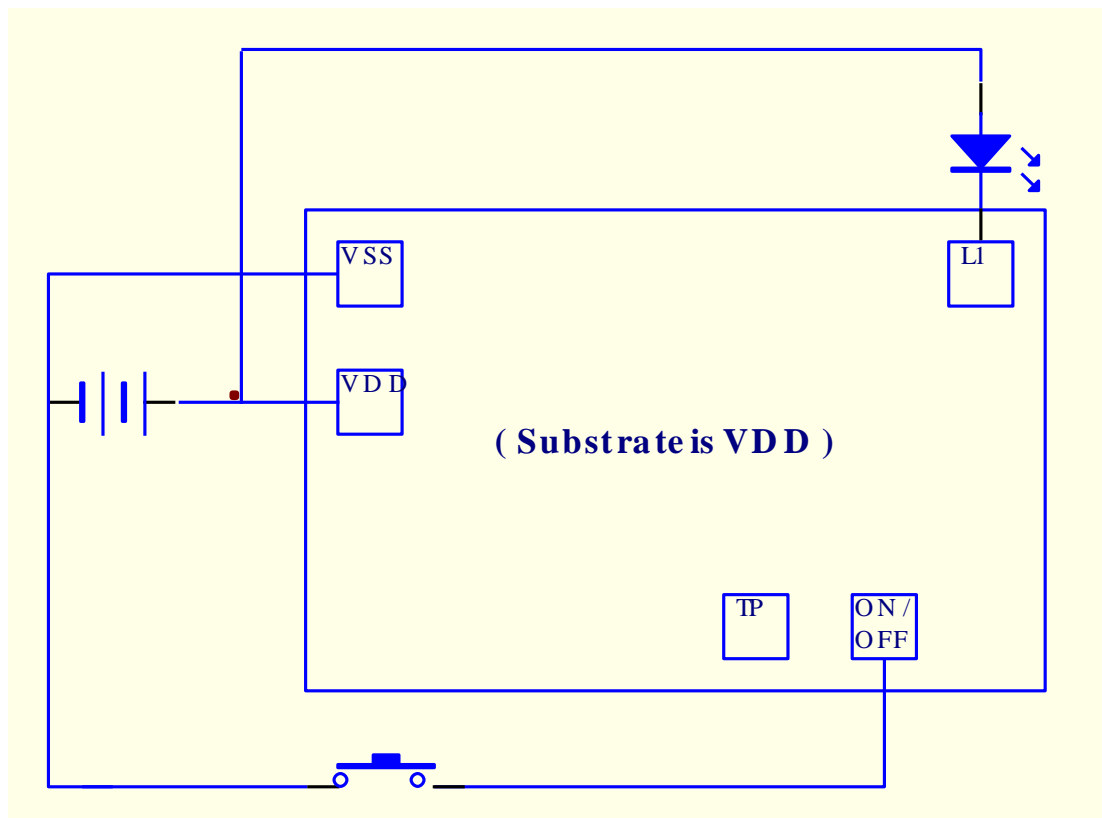 VSS
L1
VDD
( Substrate is VDD )
TP
ON /
OFF